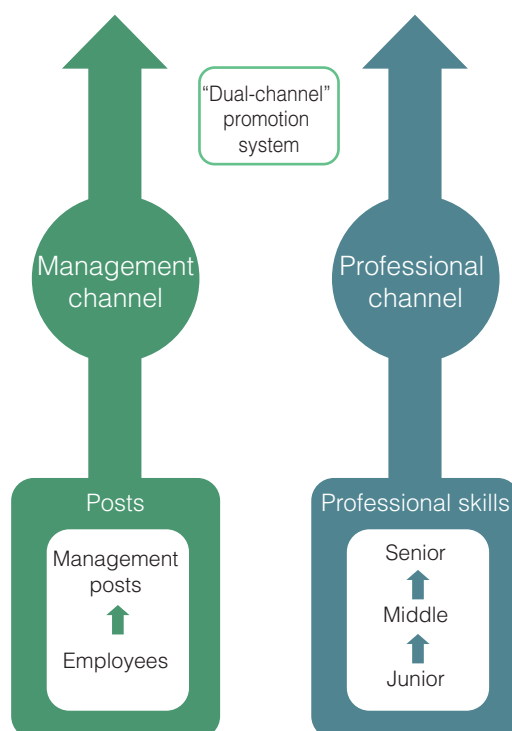 “Dual-channel”
promotion
system
Management
channel
Professional
channel
Posts
Management
posts
Employees
Professional skills
Senior
Middle
Junior